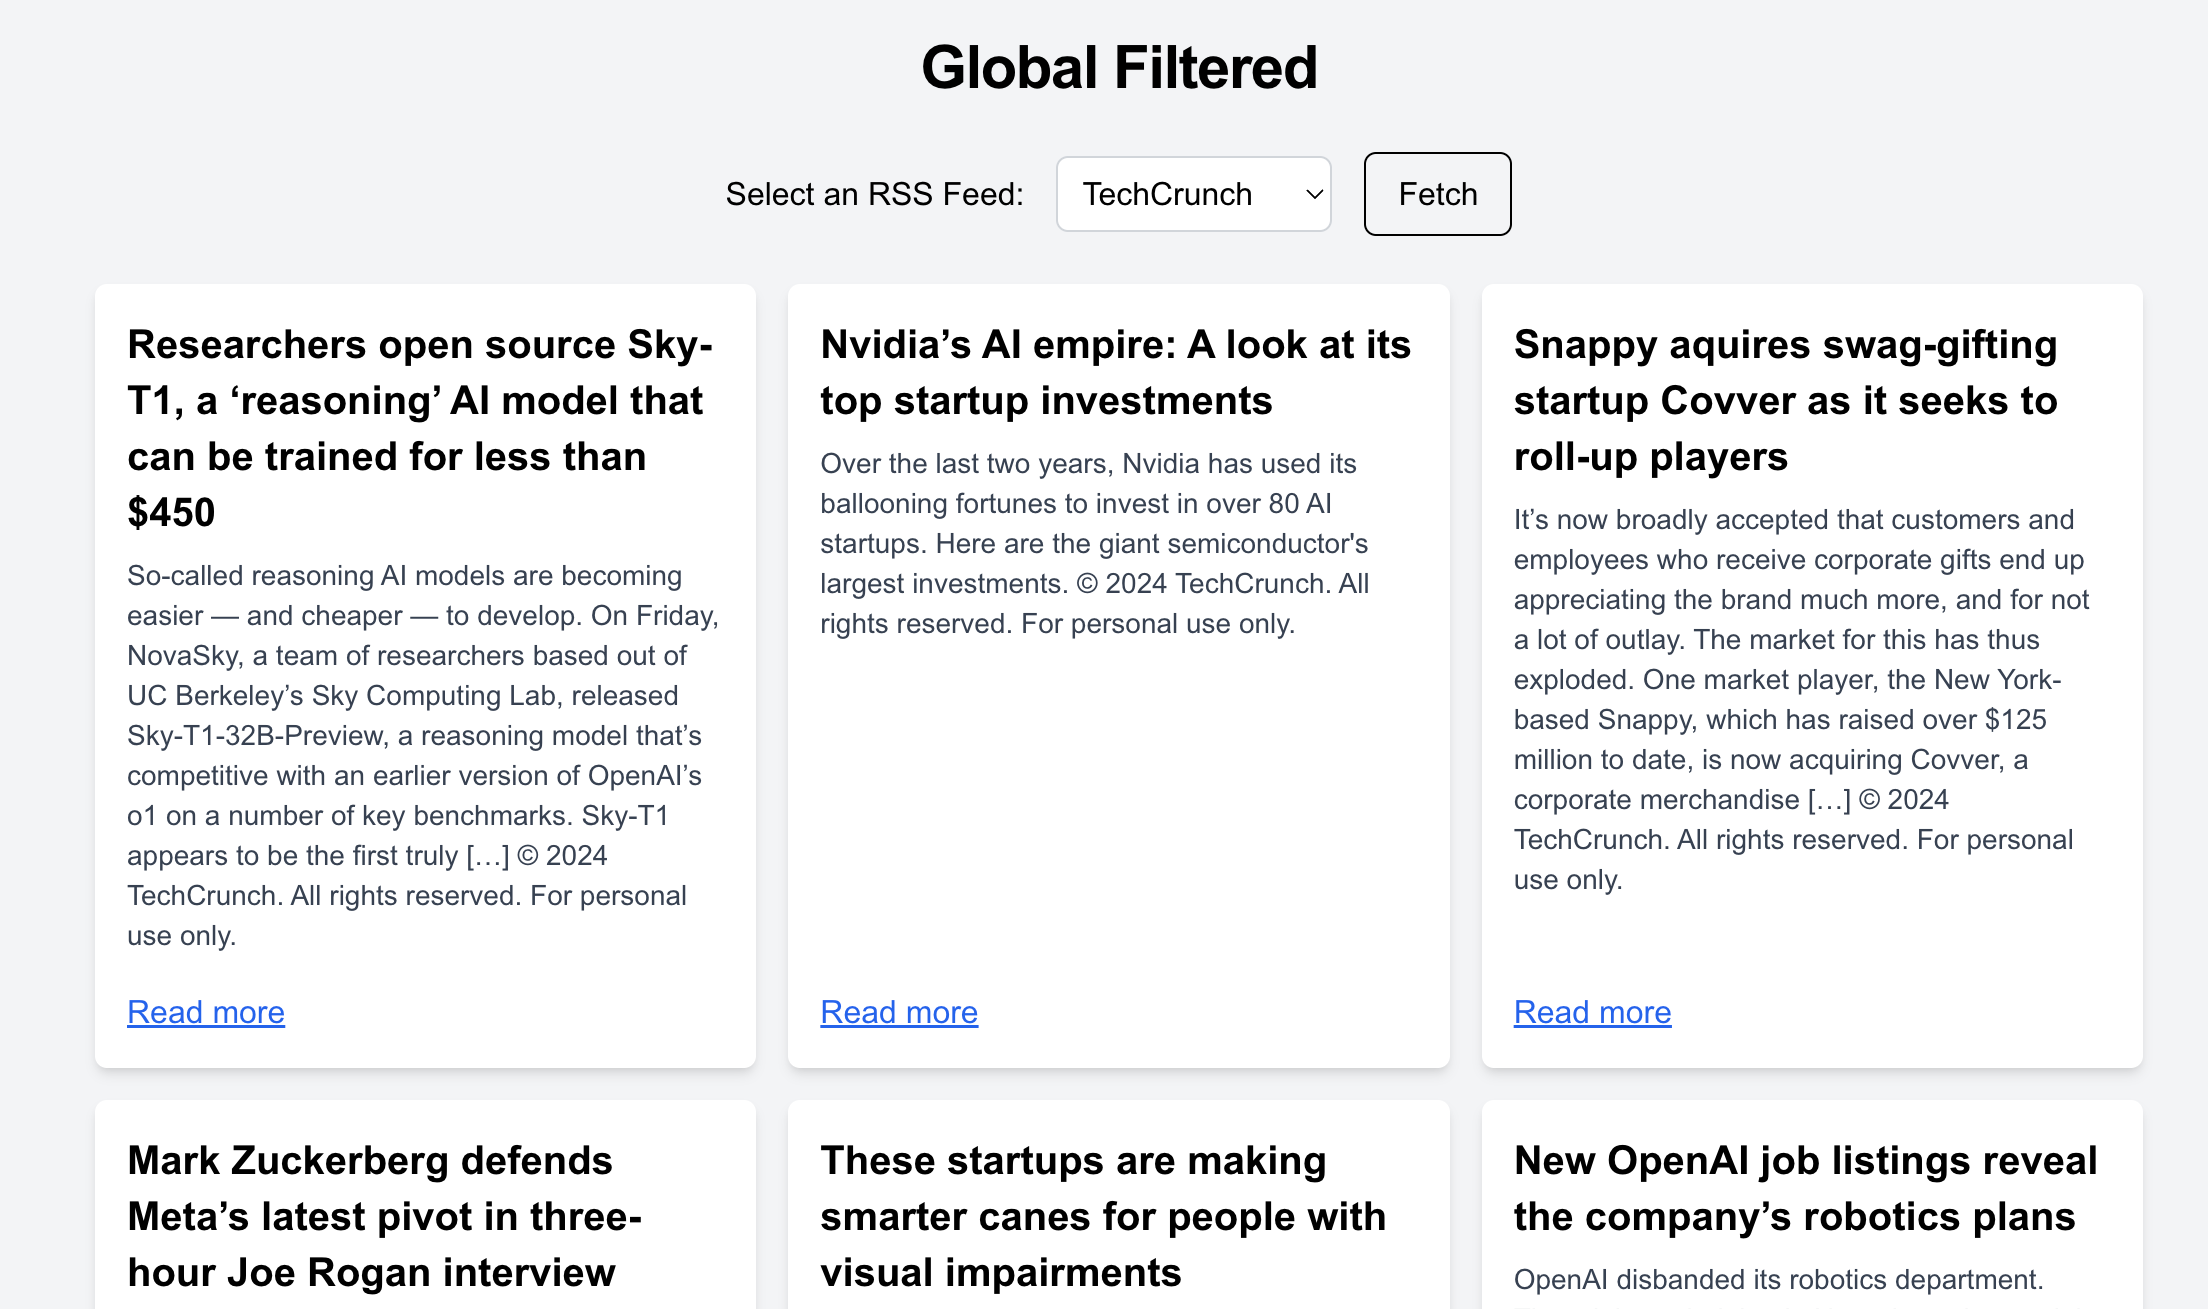 Global Filtered
Select an RSS Feed: TechCrunch Fetch
Researchers open source Sky-
T1, a ‘reasoning’ AI model that
can be trained for less than
$450
So-called reasoning AI models are becoming
easier — and cheaper — to develop. On Friday,
NovaSky, a team of researchers based out of
UC Berkeley’s Sky Computing Lab, released
Sky-T1-32B-Preview, a reasoning model that’s
competitive with an earlier version of OpenAI’s
o1 on a number of key benchmarks. Sky-T1
appears to be the first truly […] © 2024
TechCrunch. All rights reserved. For personal
use only.
Read more
Nvidia’s AI empire: A look at its
top startup investments
Over the last two years, Nvidia has used its
ballooning fortunes to invest in over 80 AI
startups. Here are the giant semiconductor's
largest investments. © 2024 TechCrunch. All
rights reserved. For personal use only.
Read more
Snappy aquires swag-gifting
startup Covver as it seeks to
roll-up players
It’s now broadly accepted that customers and
employees who receive corporate gifts end up
appreciating the brand much more, and for not
a lot of outlay. The market for this has thus
exploded. One market player, the New York-
based Snappy, which has raised over $125
million to date, is now acquiring Covver, a
corporate merchandise […] © 2024
TechCrunch. All rights reserved. For personal
use only.
Read more
Mark Zuckerberg defends
Meta’s latest pivot in three-
hour Joe Rogan interview
These startups are making
smarter canes for people with
visual impairments
New OpenAI job listings reveal
the company’s robotics plans
OpenAI disbanded its robotics department.